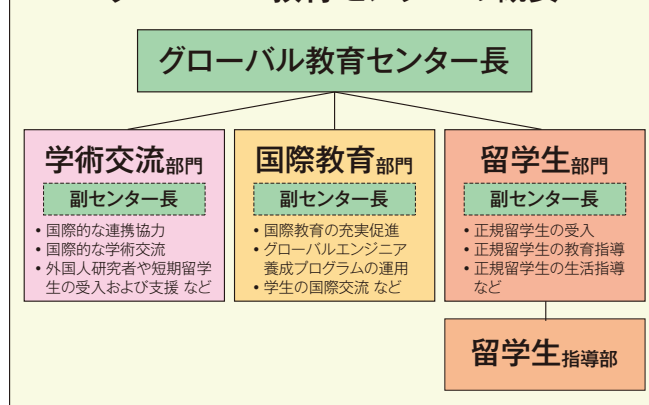 グローバル教育センター長
学術交流部門
副センター長
• 国際的な連携協力
• 国際的な学術交流
• 外国人研究者や短期留学
生の受入および支援 など
国際教育部門
副センター長
• 国際教育の充実促進
• グローバルエンジニア
養成プログラムの運用
• 学生の国際交流 など
留学生部門
副センター長
• 正規留学生の受入
• 正規留学生の教育指導
• 正規留学生の生活指導
など
留学生指導部